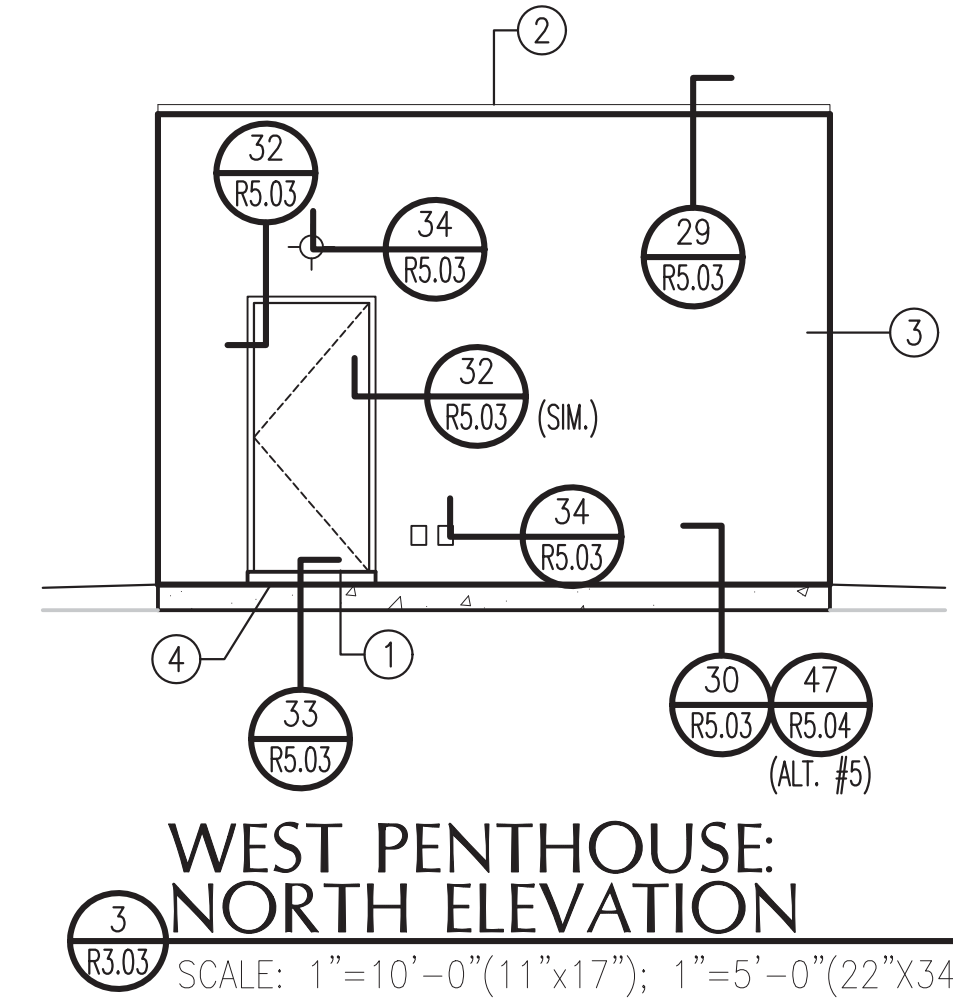 2
32
R5.03
34
R5.03
29
R5.03
3
32
R5.03 (SIM.)
34
R5.03
4
1
33
R5.03
30
R5.03
47
R5.04
(ALT. #5)
WEST PENTHOUSE:
NORTH ELEVATION
3
R3.03
SCALE: 1"=10'-0"(11"x17"); 1"=5'-0"(22"X34